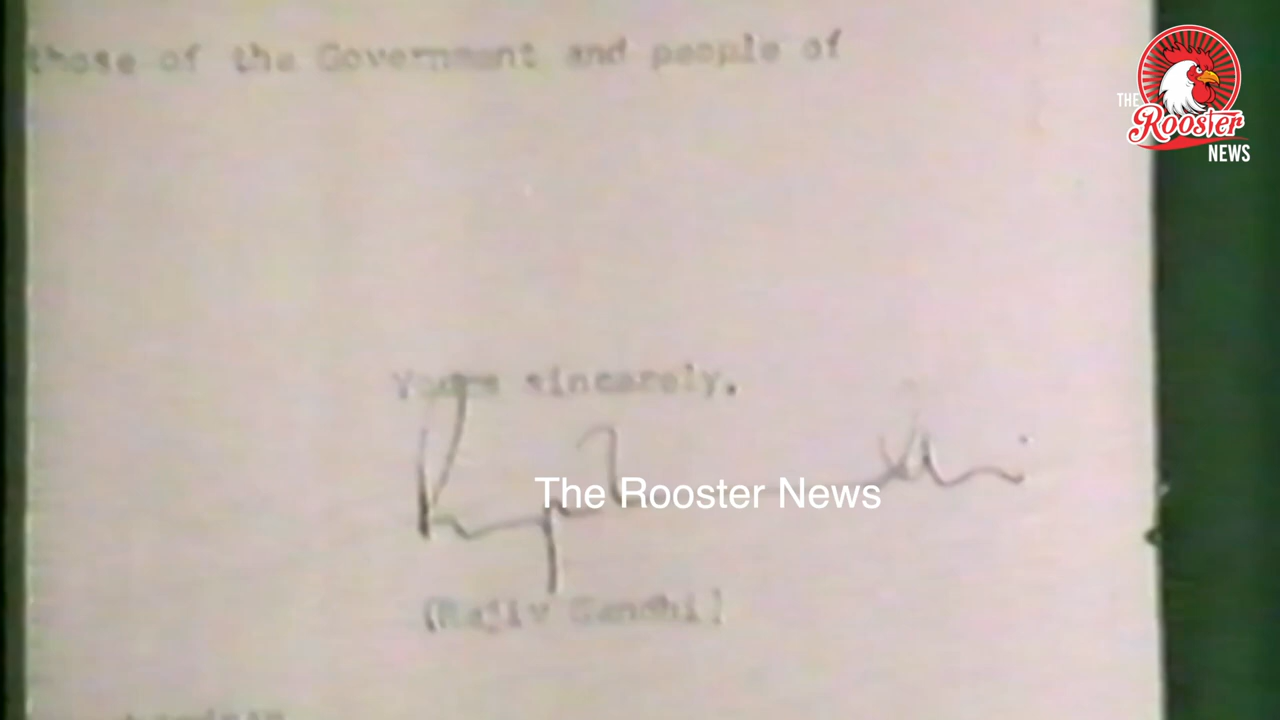 those of the Government and people of
THE
Rooster
NEWS
Yours sincerely,
The Rooster News
(Rajiv Gandhi)